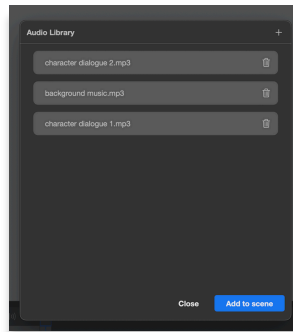 Audio Library
character dialogue 2.mp3
background music.mp3
character dialogue 1.mp3
Close
Add to scene